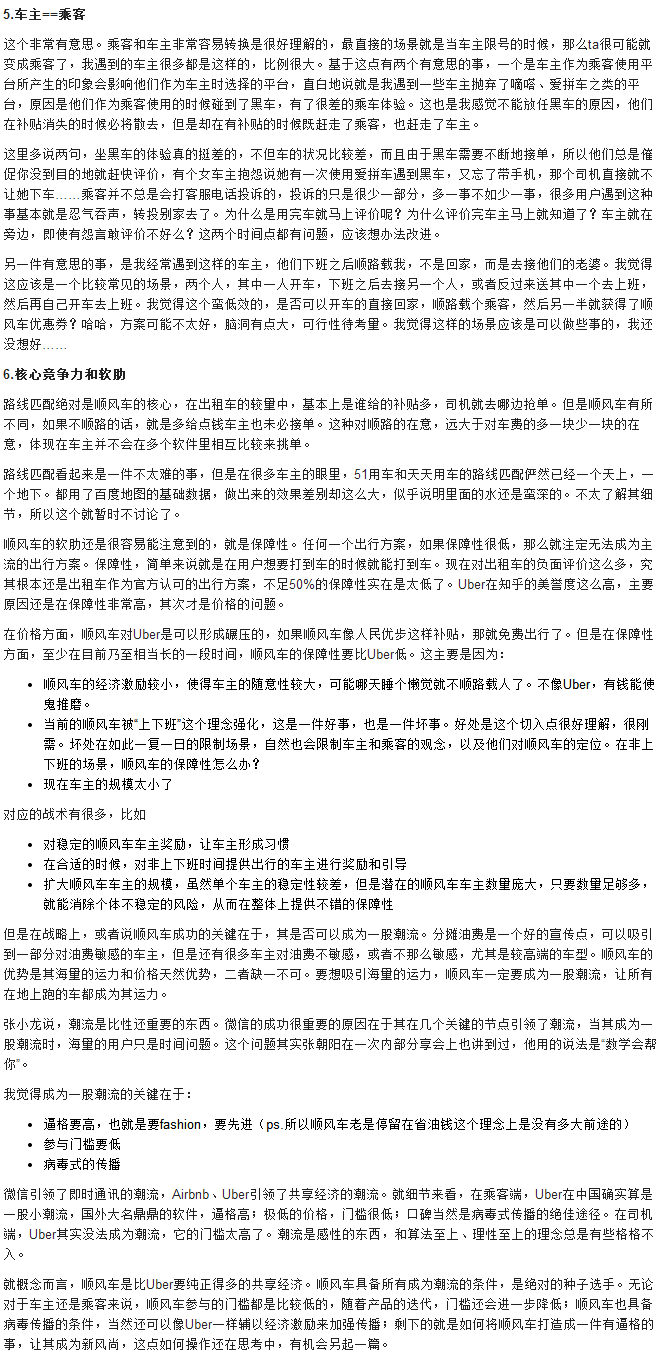 5.车主==乘客
这个非常有意思。乘客和车主非常容易转换是很好理解的，最直接的场景就是当车主限号的时候，那么ta很可能就
变成乘客了，我遇到的车主很多都是这样的，比例很大。基于这点有两个有意思的事，一个是车主作为乘客使用平
台所产生的印象会影响他们作为车主时选择的平台，直白地说就是我遇到一些车主抛弃了嘀嗒、爱拼车之类的平
台，原因是他们作为乘客使用的时候碰到了黑车，有了很差的乘车体验。这也是我感觉不能放任黑车的原因，他们
在补贴消失的时候必将散去，但是却在有补贴的时候既赶走了乘客，也赶走了车主。
这里多说两句，坐黑车的体验真的挺差的，不但车的状况比较差，而且由于黑车需要不断地接单，所以他们总是催
促你没到目的地就赶快评价，有个女车主抱怨说她有一次使用爱拼车遇到黑车，又忘了带手机，那个司机直接就不
让她下车……乘客并不总是会打客服电话投诉的，投诉的只是很少一部分，多一事不如少一事，很多用户遇到这种
事基本就是忍气吞声，转投别家去了。为什么是用完车就马上评价呢？为什么评价完车主马上就知道了？车主就在
旁边，即使有怨言敢评价不好么？这两个时间点都有问题，应该想办法改进。
另一件有意思的事，是我经常遇到这样的车主，他们下班之后顺路载我，不是回家，而是去接他们的老婆。我觉得
这应该是一个比较常见的场景，两个人，其中一人开车，下班之后去接另一个人，或者反过来送其中一个去上班，
然后再自己开车去上班。我觉得这个蛮低效的，是否可以开车的直接回家，顺路载个乘客，然后另一半就获得了顺
风车优惠券？哈哈，方案可能不太好，脑洞有点大，可行性待考量。我觉得这样的场景应该是可以做些事的，我还
没想好……
6.核心竞争力和软肋
路线匹配绝对是顺风车的核心，在出租车的较量中，基本上是谁给的补贴多，司机就去哪边抢单。但是顺风车有所
不同，如果不顺路的话，就是多给点钱车主也未必接单。这种对顺路的在意，远大于对车费的多一块少一块的在
意，体现在车主并不会在多个软件里相互比较来挑单。
路线匹配看起来是一件不太难的事，但是在很多车主的眼里，51用车和天天用车的路线匹配俨然已经一个天上，一
个地下。都用了百度地图的基础数据，做出来的效果差别却这么大，似乎说明里面的水还是蛮深的。不太了解其细
节，所以这个就暂时不讨论了。
顺风车的软肋还是很容易能注意到的，就是保障性。任何一个出行方案，如果保障性很低，那么就注定无法成为主
流的出行方案。保障性，简单来说就是在用户想要打到车的时候就能打到车。现在对出租车的负面评价这么多，究
其根本还是出租车作为官方认可的出行方案，不足50%的保障性实在是太低了。Uber在知乎的美誉度这么高，主要
原因还是在保障性非常高，其次才是价格的问题。
在价格方面，顺风车对Uber是可以形成碾压的，如果顺风车像人民优步这样补贴，那就免费出行了。但是在保障性
方面，至少在目前乃至相当长的一段时间，顺风车的保障性要比Uber低。这主要是因为：
• 顺风车的经济激励较小，使得车主的随意性较大，可能哪天睡个懒觉就不顺路载人了。不像Uber，有钱能使
鬼推磨。
• 当前的顺风车被“上下班”这个理念强化，这是一件好事，也是一件坏事。好处是这个切入点很好理解，很刚
需。坏处在如此一复一日的限制场景，自然也会限制车主和乘客的观念，以及他们对顺风车的定位。在非上
下班的场景，顺风车的保障性怎么办？
• 现在车主的规模太小了
对应的战术有很多，比如
• 对稳定的顺风车车主奖励，让车主形成习惯
• 在合适的时候，对非上下班时间提供出行的车主进行奖励和引导
• 扩大顺风车车主的规模，虽然单个车主的稳定性较差，但是潜在的顺风车车主数量庞大，只要数量足够多，
就能消除个体不稳定的风险，从而在整体上提供不错的保障性
但是在战略上，或者说顺风车成功的关键在于，其是否可以成为一股潮流。分摊油费是一个好的宣传点，可以吸引
到一部分对油费敏感的车主，但是还有很多车主对油费不敏感，或者不那么敏感，尤其是较高端的车型。顺风车的
优势是其海量的运力和价格天然优势，二者缺一不可。要想吸引海量的运力，顺风车一定要成为一股潮流，让所有
在地上跑的车都成为其运力。
张小龙说，潮流是比性还重要的东西。微信的成功很重要的原因在于其在几个关键的节点引领了潮流，当其成为一
股潮流时，海量的用户只是时间问题。这个问题其实张朝阳在一次内部分享会上也讲到过，他用的说法是“数学会帮
你”。
我觉得成为一股潮流的关键在于：
• 逼格要高，也就是要fashion，要先进（ps.所以顺风车老是停留在省油钱这个理念上是没有多大前途的）
• 参与门槛要低
• 病毒式的传播
微信引领了即时通讯的潮流，Airbnb、Uber引领了共享经济的潮流。就细节来看，在乘客端，Uber在中国确实算是
一股小潮流，国外大名鼎鼎的软件，逼格高；极低的价格，门槛很低；口碑当然是病毒式传播的绝佳途径。在司机
端，Uber其实没法成为潮流，它的门槛太高了。潮流是感性的东西，和算法至上、理性至上的理念总是有些格格不
入。
就概念而言，顺风车是比Uber要纯正得多的共享经济。顺风车具备所有成为潮流的条件，是绝对的种子选手。无论
对于车主还是乘客来说，顺风车参与的门槛都是比较低的，随着产品的迭代，门槛还会进一步降低；顺风车也具备
病毒传播的条件，当然还可以像Uber一样辅以经济激励来加强传播；剩下的就是如何将顺风车打造成一件有逼格的
事，让其成为新风尚，这点如何操作还在思考中，有机会另起一篇。